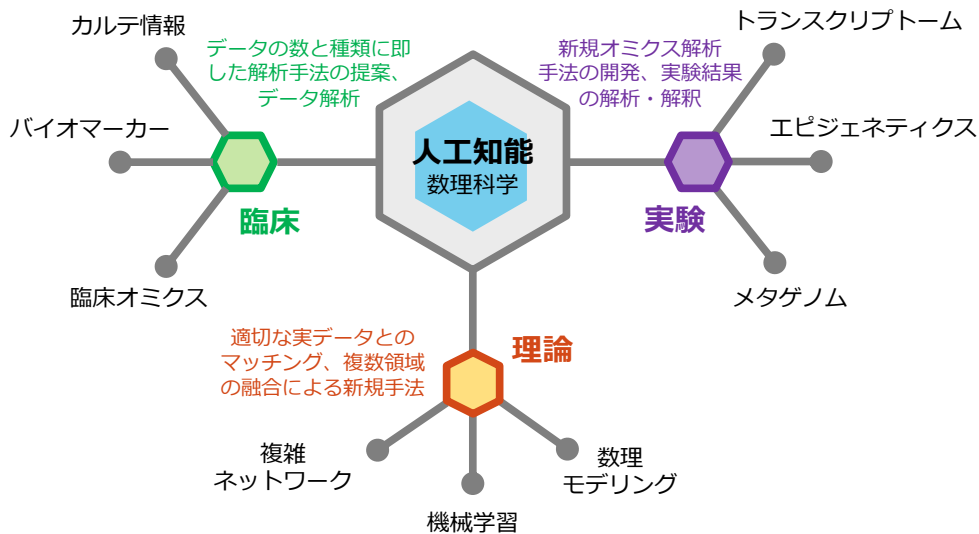 カルテ情報
データの数と種類に即
した解析手法の提案、
データ解析
バイオマーカー
臨床
臨床オミクス
人工知能
数理科学
新規オミクス解析
手法の開発、実験結果
の解析・解釈
トランスクリプトーム
エピジェネティクス
実験
メタゲノム
適切な実データとの
マッチング、複数領域
の融合による新規手法
理論
複雑
ネットワーク
機械学習
数理
モデリング